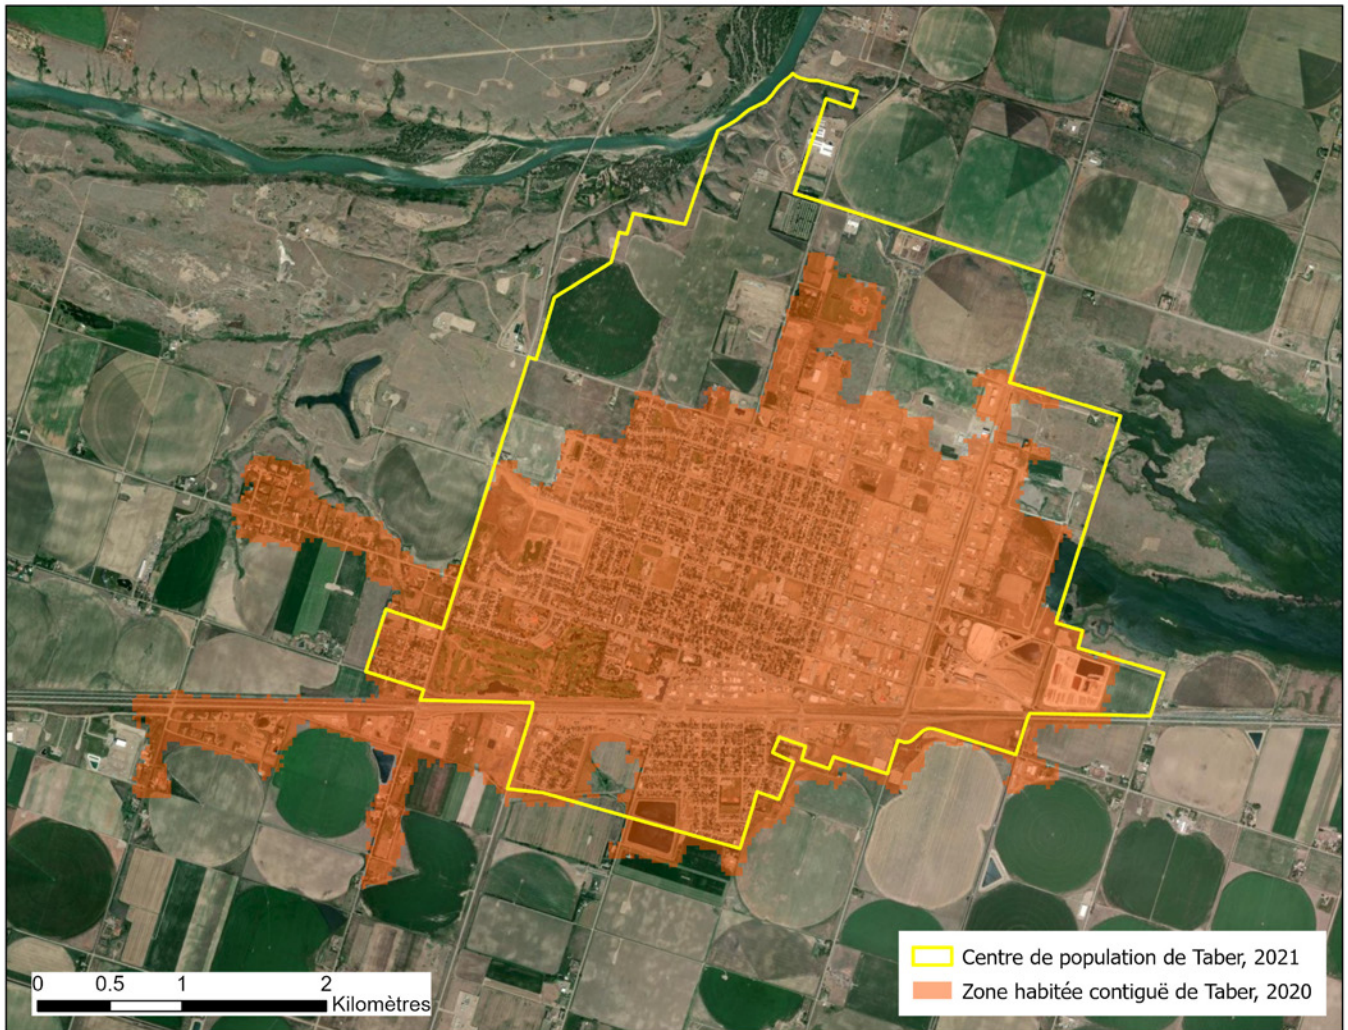 0 0.5 1 2
Kilomètres
Centre de population de Taber, 2021
Zone habitée contiguë de Taber, 2020